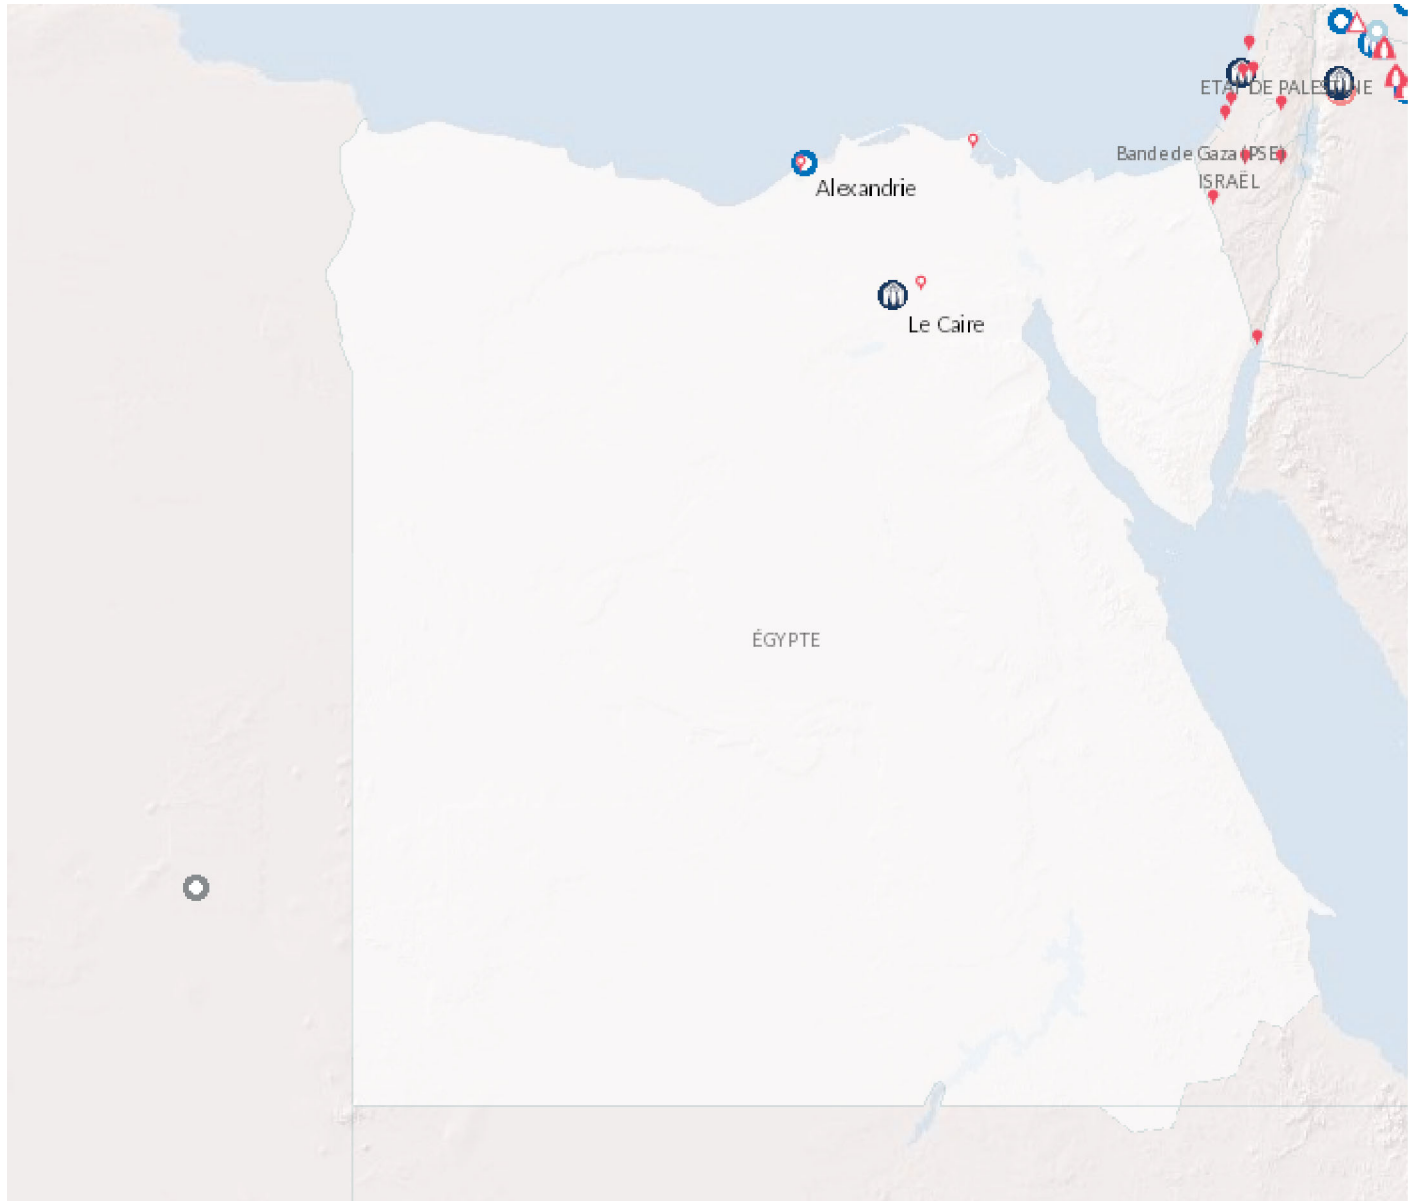 ETAT DE PALESTINE
Bande de Gaza (PSE)
ISRAËL
Alexandrie
Le Caire
ÉGYPTE